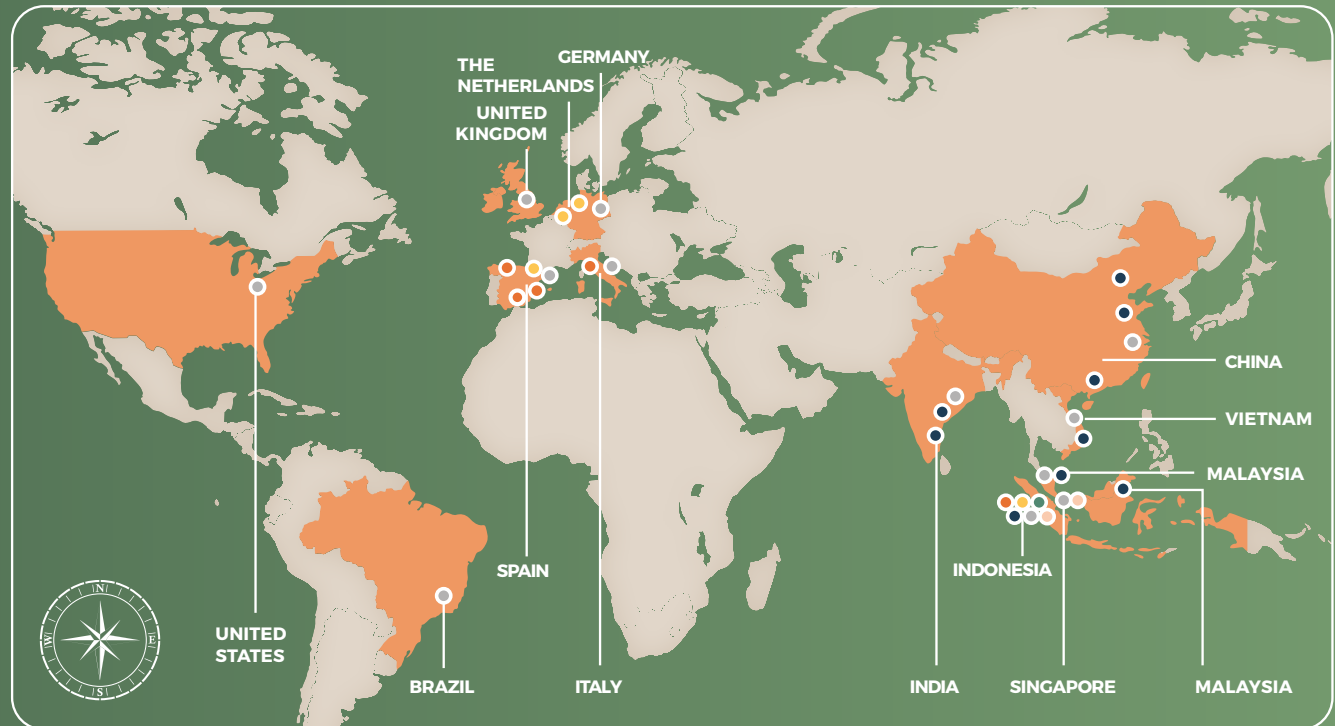 GERMANY
THE
NETHERLANDS
UNITED
KINGDOM
CHINA
VIETNAM
MALAYSIA
INDONESIA
SPAIN
UNITED
STATES
BRAZIL
ITALY
INDIA
SINGAPORE
MALAYSIA
N
W
E
S